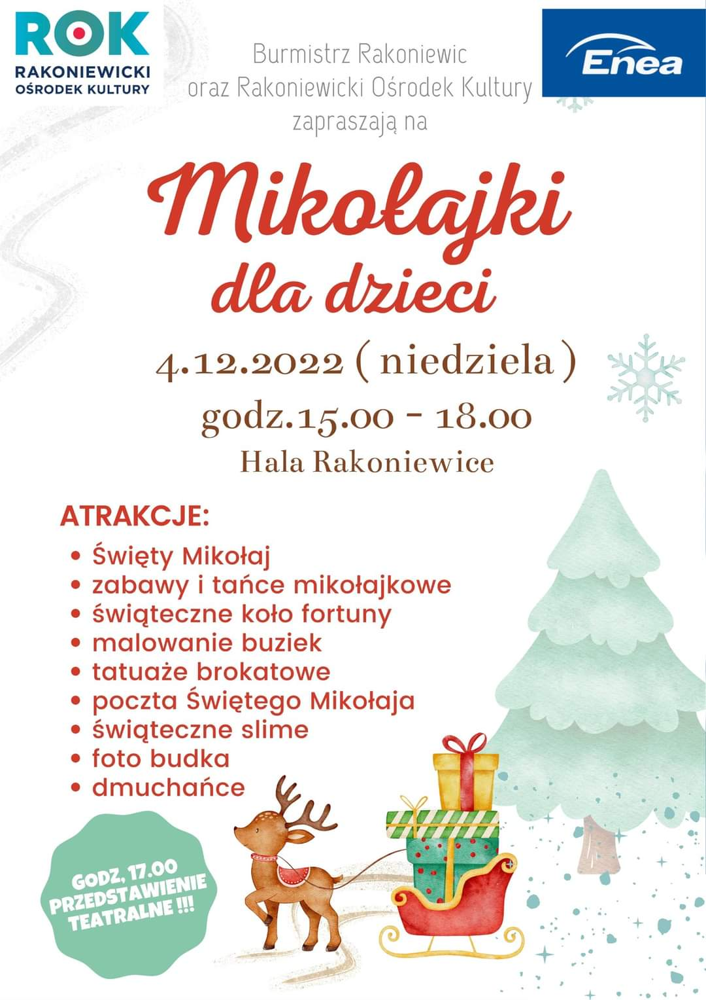 ROK
RAKONIEWICKI
OŚRODEK KULTURY
Burmistrz Rakoniewic
oraz Rakoniewicki Ośrodek Kultury
zapraszają na
Enea
Mikołajki
dla dzieci
4.12.2022 ( niedziela )
godz.15.00 - 18.00
Hala Rakoniewice
ATRAKCJE:
• Święty Mikołaj
• zabawy i tańce mikołajkowe
• świąteczne koło fortuny
• malowanie buziek
• tatuaże brokatowe
• poczta Świętego Mikołaja
• świąteczne slime
• foto budka
• dmuchańce
GODZ, 17.00
PRZEDSTAWIENIE
TEATRALNE !!!